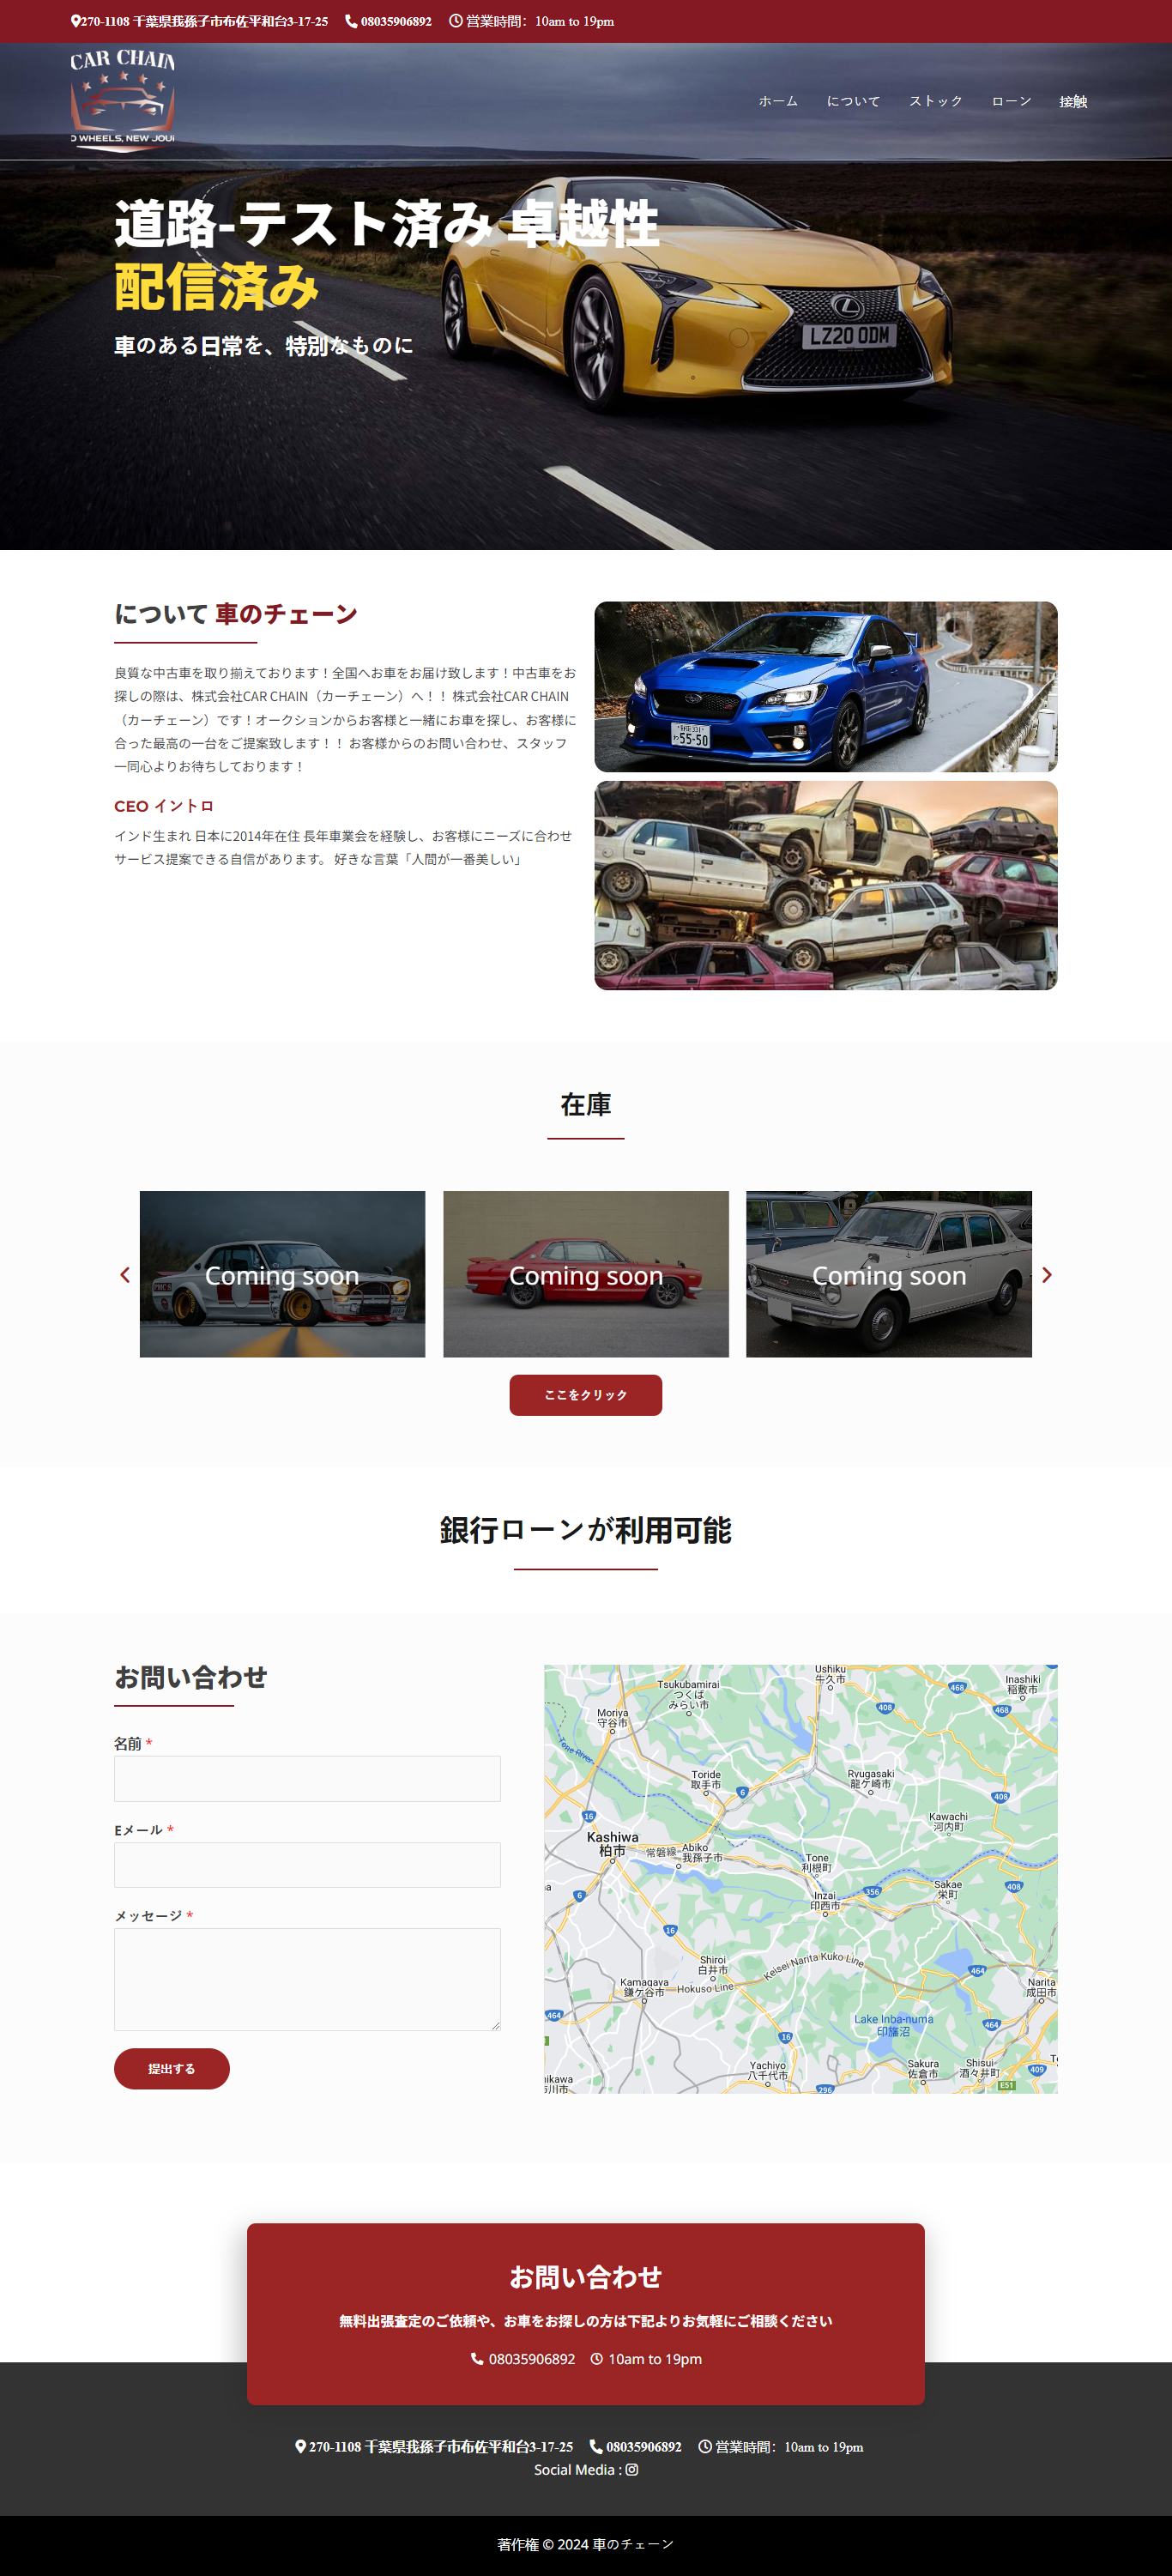 270-1108 千葉県我孫子市布佐平和台3-17-25 08035906892 営業時間：10am to 19pm
CAR CHAIN
D WHEELS, NEW JOU
ホーム について ストック ローン 接触
道路-テスト済み 卓越性
配信済み
車のある日常を、特別なものに
LZ20 ODM
について 車のチェーン
良質な中古車を取り揃えております！全国へお車をお届け致します！中古車をお
探しの際は、株式会社CAR CHAIN（カーチェーン）へ！！ 株式会社CAR CHAIN
（カーチェーン）です！オークションからお客様と一緒にお車を探し、お客様に
合った最高の一台をご提案致します！！ お客様からのお問い合わせ、スタッフ
一同心よりお待ちしております！
CEO イントロ
インド生まれ 日本に2014年在住 長年車業会を経験し、お客様にニーズに合わせ
サービス提案できる自信があります。 好きな言葉「人間が一番美しい」
55-50
在庫
Coming soon Coming soon Coming soon
ここをクリック
銀行ローンが利用可能
お問い合わせ
名前 *
Eメール *
メッセージ *
提出する
Ushiku
牛久市
Inashiki
稲敷市
Tsukubamirai
つくば
みらい市
468
468
408
Moriya
守谷市
Tone River
Toride
取手市
6
Ryugasaki
龍ケ崎市
408
16
Kawachi
河内町
Kashiwa
柏市
常磐線
Abiko
我孫子市
Tone
利根町
6
Inzai
印西市
356
Sakae
栄町
408
16
Shiroi
白井市
Keisei Narita Kuko Line
464
Kamagaya
鎌ケ谷市
Hokuso Line
Narita
成田市
464
Lake Inba-numa
印旛沼
464
16
Yachiyo
八千代市
Sakura
佐倉市
Shisui
酒々井町
409
E51
296
お問い合わせ
無料出張査定のご依頼や、お車をお探しの方は下記よりお気軽にご相談ください
08035906892 10am to 19pm
270-1108 千葉県我孫子市布佐平和台3-17-25 08035906892 営業時間：10am to 19pm
Social Media :
著作権 © 2024 車のチェーン